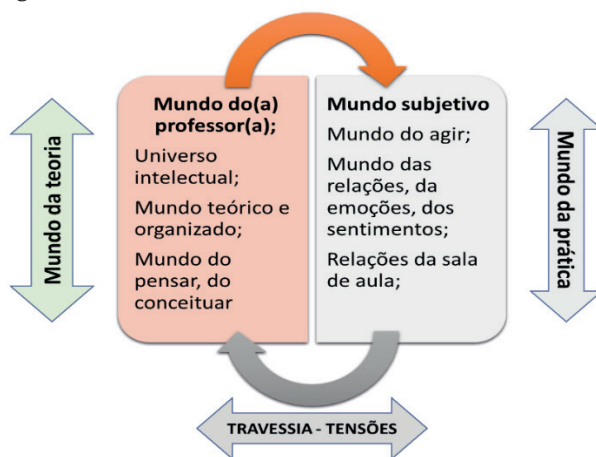 Mundo da teoria
Mundo do(a)
professor(a);
Universo
intelectual;
Mundo teórico e
organizado;
Mundo do
pensar, do
conceituar
Mundo subjetivo
Mundo do agir;
Mundo das
relações, da
emoções, dos
sentimentos;
Relações da sala
de aula;
Mundo da prática
TRAVESSIA - TENSÕES